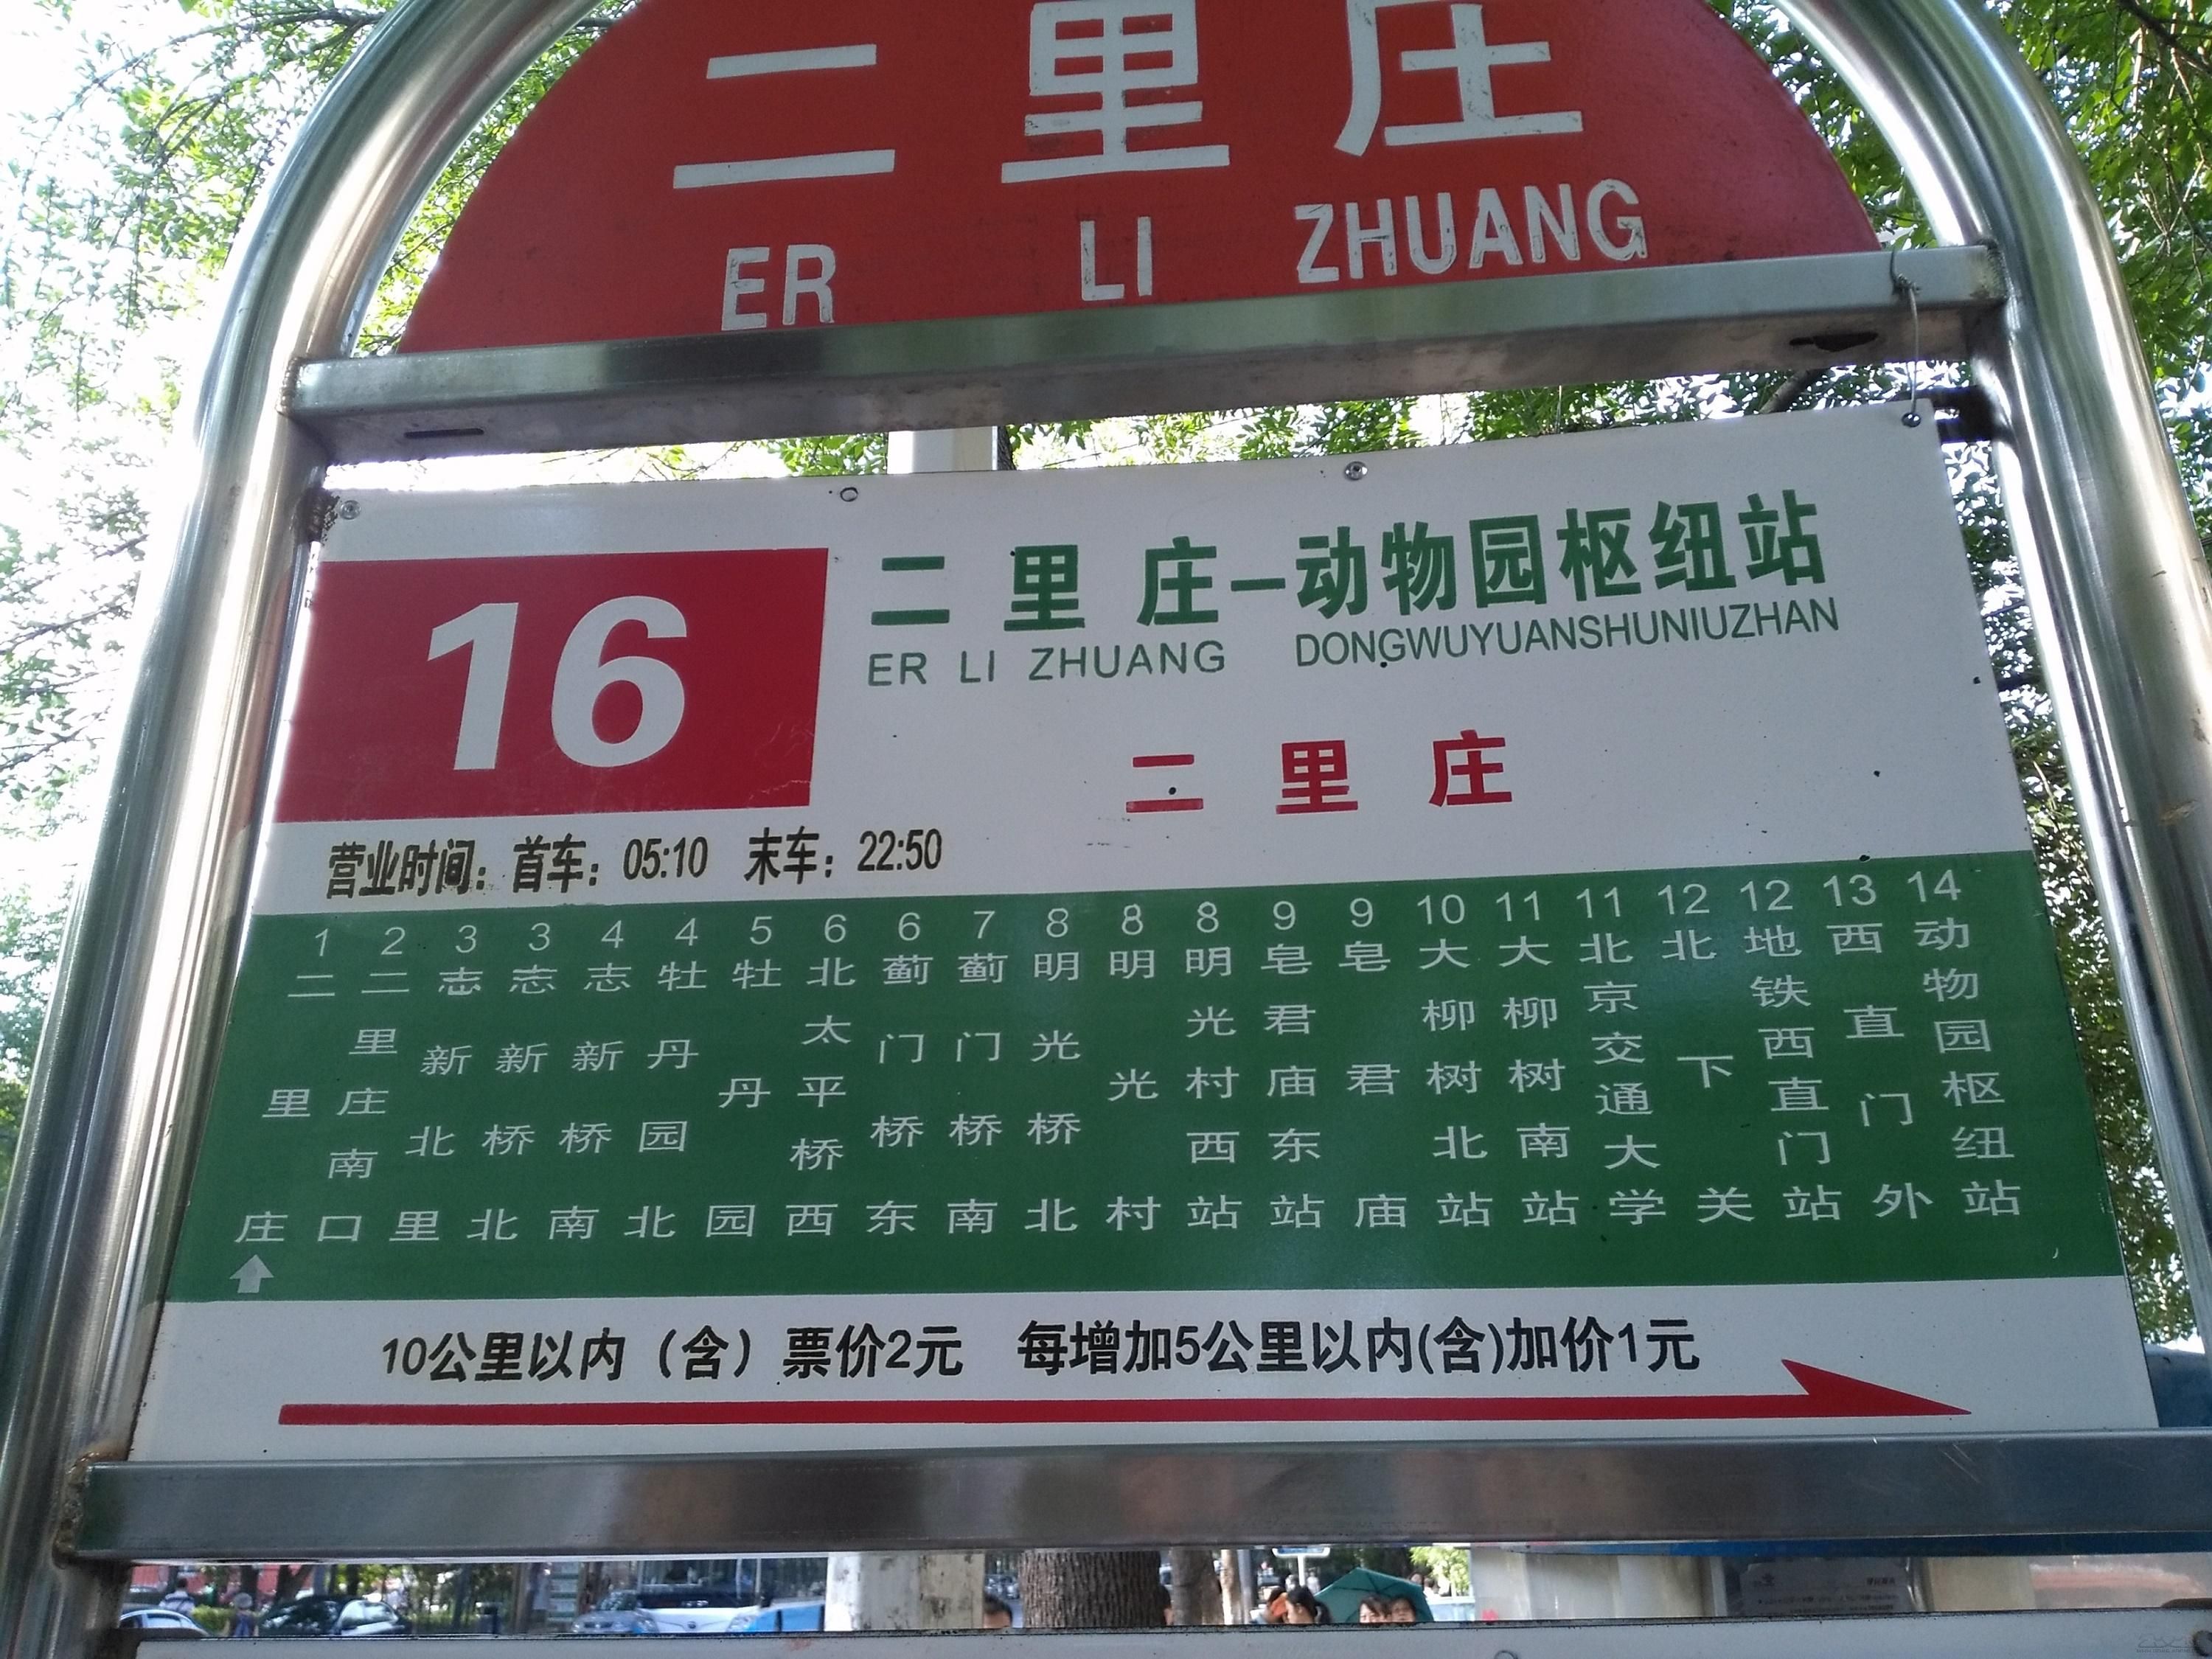 二里庄
ER LI ZHUANG
16
二里庄—动物园枢纽站
ER LI ZHUANG DONGWUYUANSHUNIUZHAN
二里庄
营业时间：首车：05:10 末车：22:50
1 二里庄
2 二里庄南口
3 志新北里
3 志新桥北
4 志新桥南
4 牡丹园北
5 牡丹园
6 北太平桥西
6 蓟门桥东
7 蓟门桥南
8 明光桥北
8 明光村
8 明光村西站
9 皂君庙东站
9 皂君庙
10 大柳树北站
11 大柳树南站
11 北京交通大学
12 北下关
12 地铁西直门站
13 西直门外
14 动物园枢纽站
10公里以内（含）票价2元 每增加5公里以内(含)加价1元